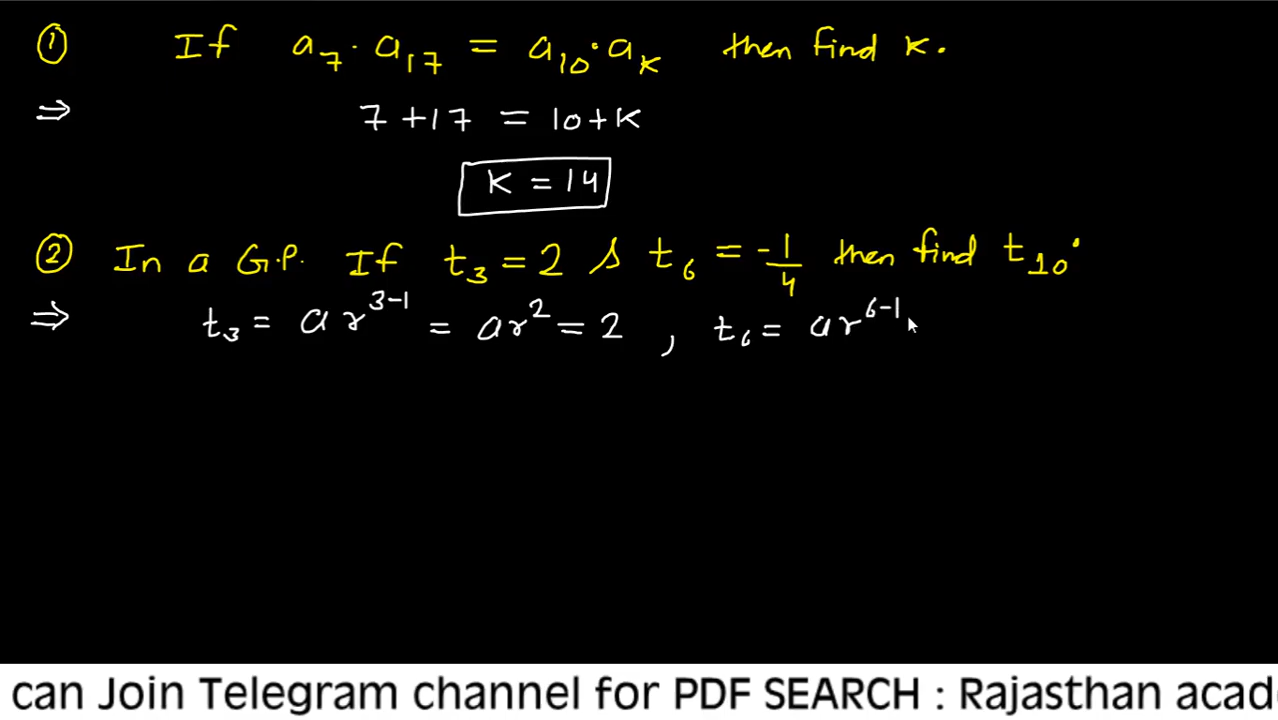 ① If a₇ · a₁₇ = a₁₀ · aₖ then find K.
⇒ 7 + 17 = 10 + K
K = 14
② In a G.P. If t₃ = 2 & t₆ = -1/4 then find t₁₀.
⇒ t₃ = a r³⁻¹ = ar² = 2 , t₆ = ar⁶⁻¹
can Join Telegram channel for PDF SEARCH : Rajasthan acad